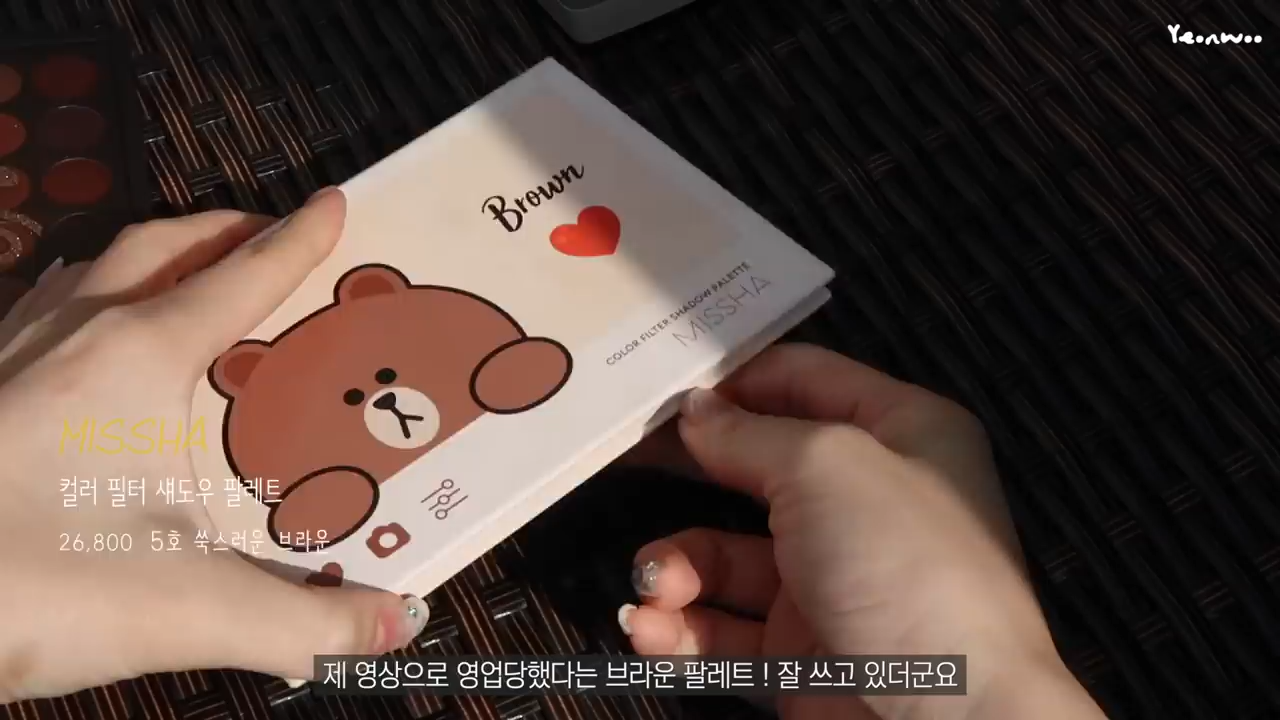 Yeonwoo
Brown
COLOR FILTER SHADOW PALETTE
MISSHA
MISSHA
컬러 필터 섀도우 팔레트
26,800 5호 쑥스러운 브라운
제 영상으로 영업당했다는 브라운 팔레트 ! 잘 쓰고 있더군요